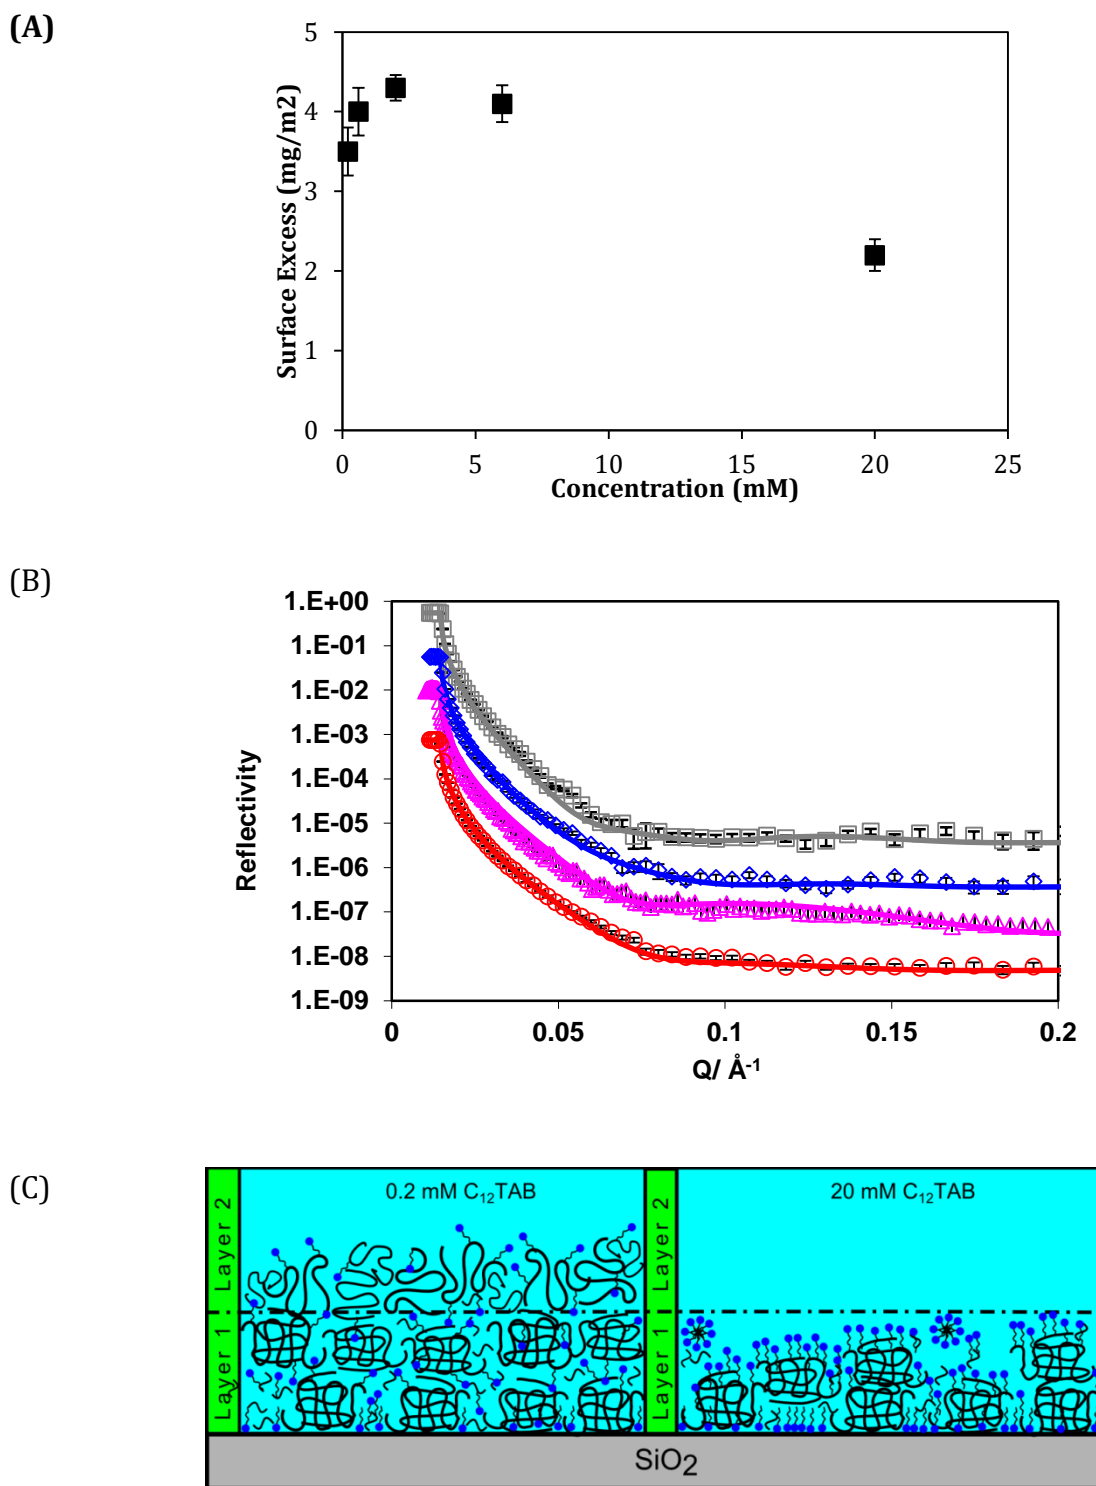 (A)
5
4
3
2
1
0
Surface Excess (mg/m2)
0 5 10 15 20 25
Concentration (mM)
(B)
1.E+00
1.E-01
1.E-02
1.E-03
1.E-04
1.E-05
1.E-06
1.E-07
1.E-08
1.E-09
Reflectivity
0 0.05 0.1 0.15 0.2
Q/ Å⁻¹
(C)
Layer 2
0.2 mM C₁₂TAB
Layer 2
20 mM C₁₂TAB
Layer 1
Layer 1
SiO₂